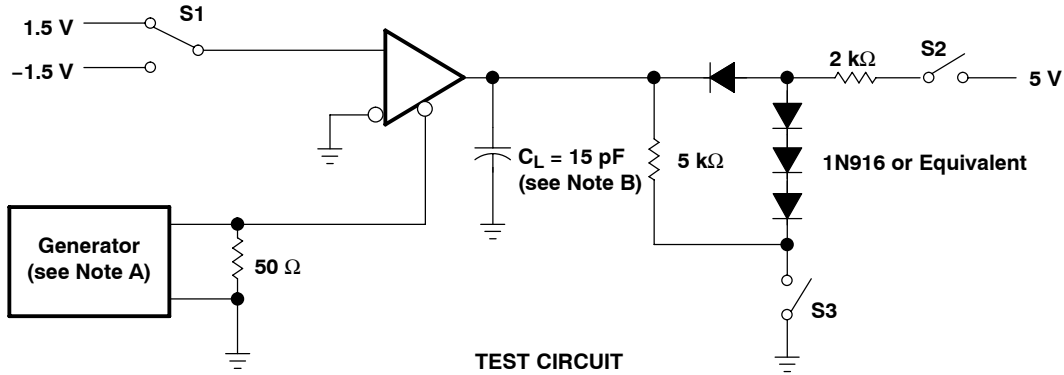 S1
1.5 V
−1.5 V
S2
2 kΩ
5 V
CL = 15 pF
(see Note B)
5 kΩ
1N916 or Equivalent
Generator
(see Note A)
50 Ω
S3
TEST CIRCUIT